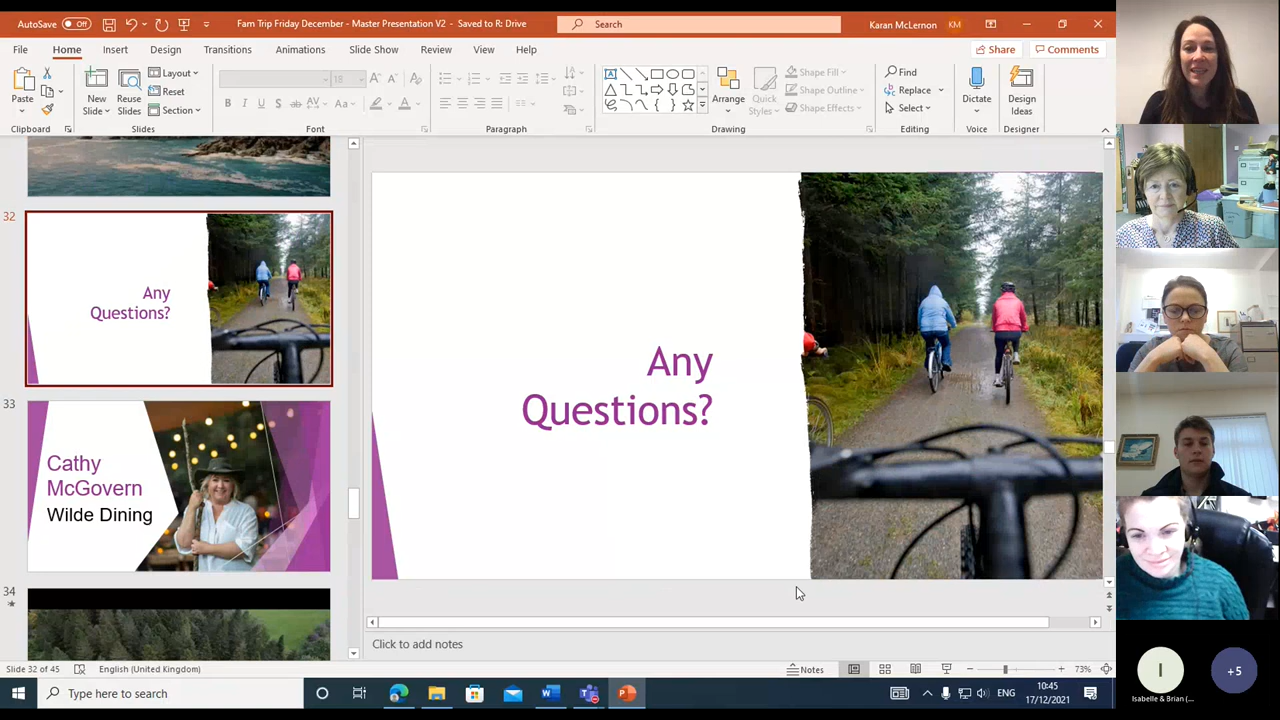 AutoSave
Off
Fam Trip Friday December - Master Presentation V2 - Saved to R: Drive
Search
Karan McLernon
KM
File
Home
Insert
Design
Transitions
Animations
Slide Show
Review
View
Help
Share
Comments
Paste
New
Slide
Reuse
Slides
Layout
Reset
Section
18
B I U S ab AV Aa A
Arrange
Quick
Styles
Shape Fill
Shape Outline
Shape Effects
Find
Replace
Select
Dictate
Design
Ideas
Clipboard
Slides
Font
Paragraph
Drawing
Editing
Voice
Designer
32
Any
Questions?
33
Cathy
McGovern
Wilde Dining
34
Any
Questions?
Click to add notes
Slide 32 of 45
English (United Kingdom)
Notes
73%
Type here to search
ENG
10:45
17/12/2021
I
Isabelle & Brian (...
+5